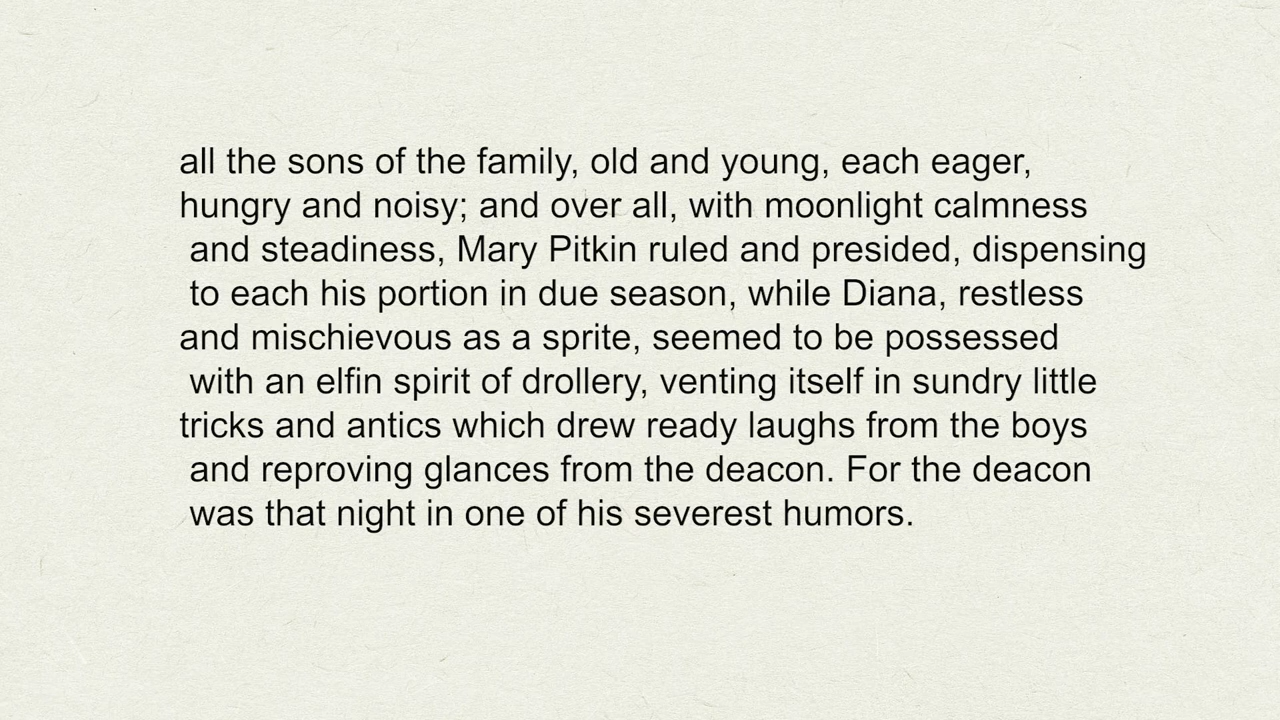 all the sons of the family, old and young, each eager,
hungry and noisy; and over all, with moonlight calmness
and steadiness, Mary Pitkin ruled and presided, dispensing
to each his portion in due season, while Diana, restless
and mischievous as a sprite, seemed to be possessed
with an elfin spirit of drollery, venting itself in sundry little
tricks and antics which drew ready laughs from the boys
and reproving glances from the deacon. For the deacon
was that night in one of his severest humors.